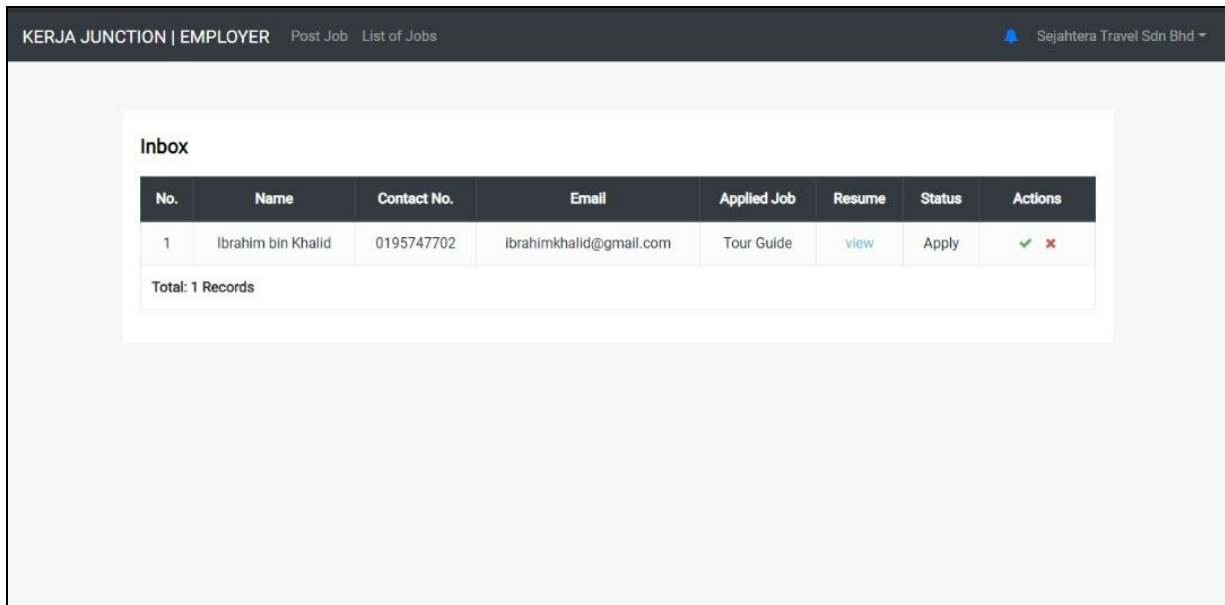 KERJA JUNCTION | EMPLOYER Post Job List of Jobs Sejahtera Travel Sdn Bhd
Inbox
No. Name Contact No. Email Applied Job Resume Status Actions
1 Ibrahim bin Khalid 0195747702 ibrahimkhalid@gmail.com Tour Guide view Apply
Total: 1 Records